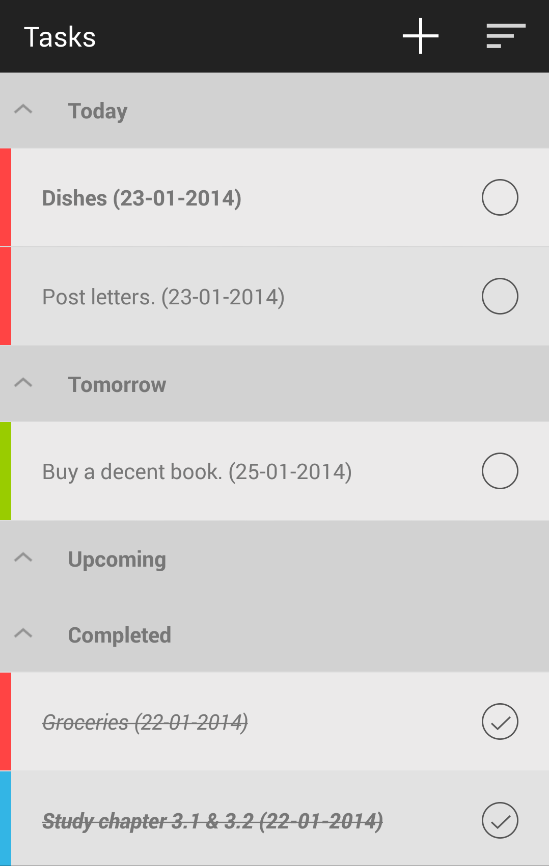 Tasks
Today
Dishes (23-01-2014)
Post letters. (23-01-2014)
Tomorrow
Buy a decent book. (25-01-2014)
Upcoming
Completed
Groceries (22-01-2014)
Study chapter 3.1 & 3.2 (22-01-2014)